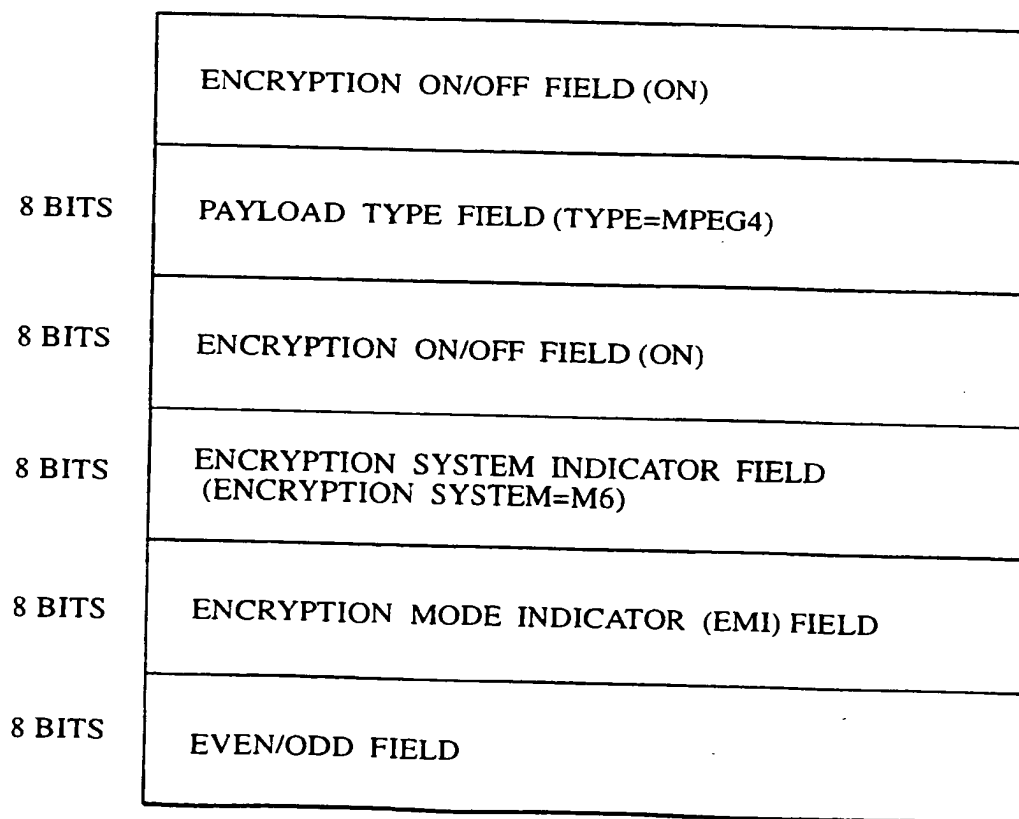 ENCRYPTION ON/OFF FIELD (ON)
8 BITS PAYLOAD TYPE FIELD (TYPE=MPEG4)
8 BITS ENCRYPTION ON/OFF FIELD (ON)
8 BITS ENCRYPTION SYSTEM INDICATOR FIELD
(ENCRYPTION SYSTEM=M6)
8 BITS ENCRYPTION MODE INDICATOR (EMI) FIELD
8 BITS EVEN/ODD FIELD